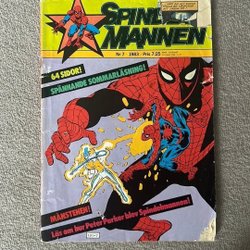 SPINDEL
MANNEN
Nr 7 · 1983 · Pris 7,25
64 SIDOR!
SPÄNNANDE SOMMARLÄSNING!
MÅNSTENEN!
Läs om hur Peter Parker blev Spindelmannen!